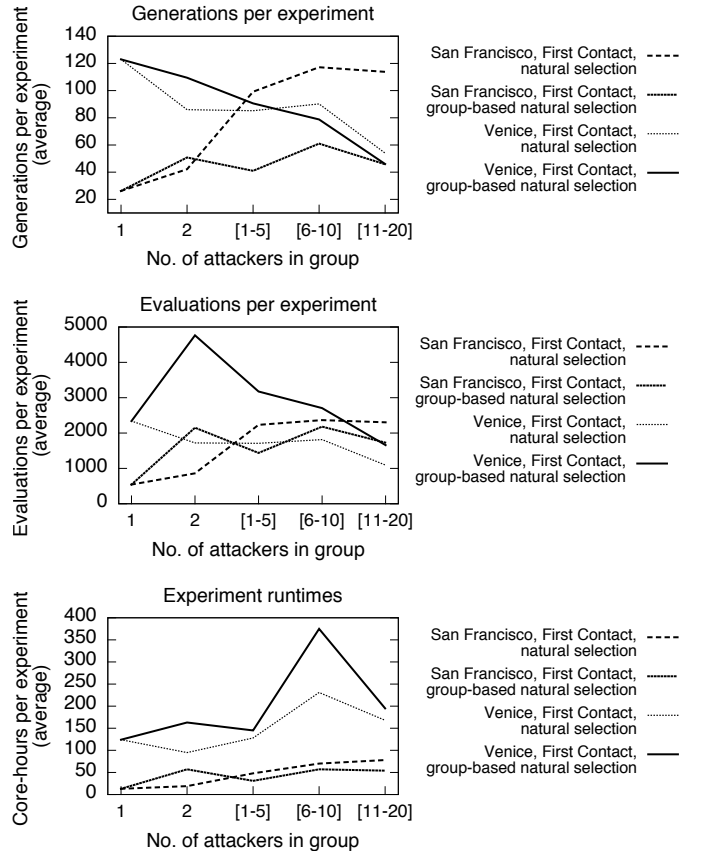 Generations per experiment
Generations per experiment
(average)
140
120
100
80
60
40
20
1 2 [1-5] [6-10] [11-20]
No. of attackers in group
San Francisco, First Contact,
natural selection
San Francisco, First Contact,
group-based natural selection
Venice, First Contact,
natural selection
Venice, First Contact,
group-based natural selection
Evaluations per experiment
Evaluations per experiment
(average)
5000
4000
3000
2000
1000
0
1 2 [1-5] [6-10] [11-20]
No. of attackers in group
San Francisco, First Contact,
natural selection
San Francisco, First Contact,
group-based natural selection
Venice, First Contact,
natural selection
Venice, First Contact,
group-based natural selection
Experiment runtimes
Core-hours per experiment
(average)
400
350
300
250
200
150
100
50
0
1 2 [1-5] [6-10] [11-20]
No. of attackers in group
San Francisco, First Contact,
natural selection
San Francisco, First Contact,
group-based natural selection
Venice, First Contact,
natural selection
Venice, First Contact,
group-based natural selection